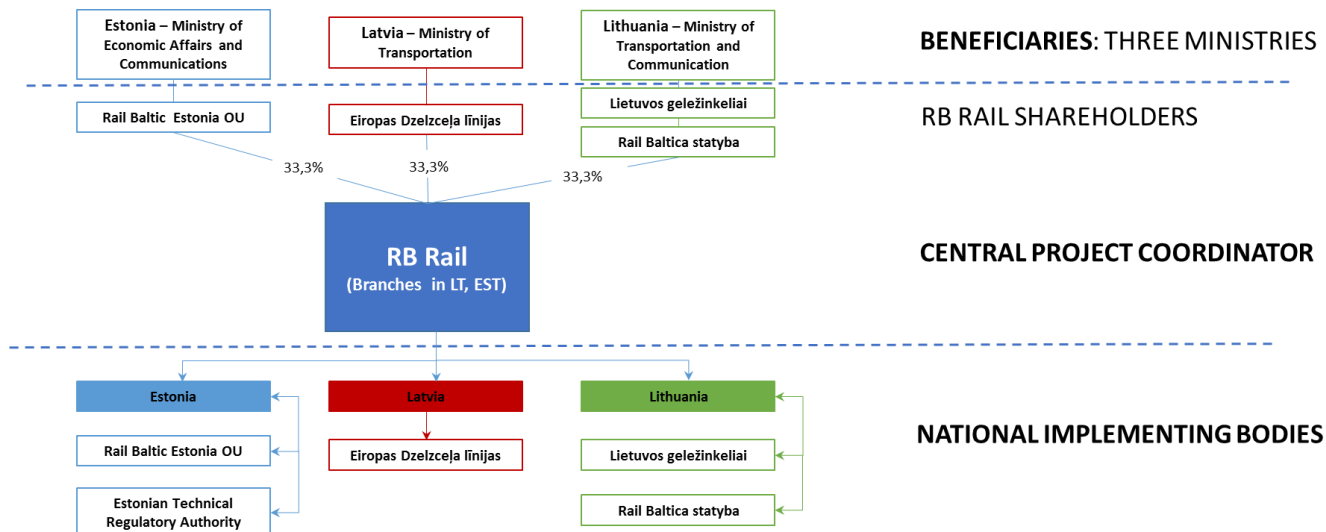 Estonia – Ministry of
Economic Affairs and
Communications
Latvia – Ministry of
Transportation
Lithuania – Ministry of
Transportation and
Communication
BENEFICIARIES: THREE MINISTRIES
Rail Baltic Estonia OU
Eiropas Dzelzceļa līnijas
Lietuvos geležinkeliai
Rail Baltica statyba
RB RAIL SHAREHOLDERS
33,3%
33,3%
33,3%
RB Rail
(Branches in LT, EST)
CENTRAL PROJECT COORDINATOR
Estonia
Latvia
Lithuania
Rail Baltic Estonia OU
Eiropas Dzelzceļa līnijas
Lietuvos geležinkeliai
NATIONAL IMPLEMENTING BODIES
Estonian Technical
Regulatory Authority
Rail Baltica statyba